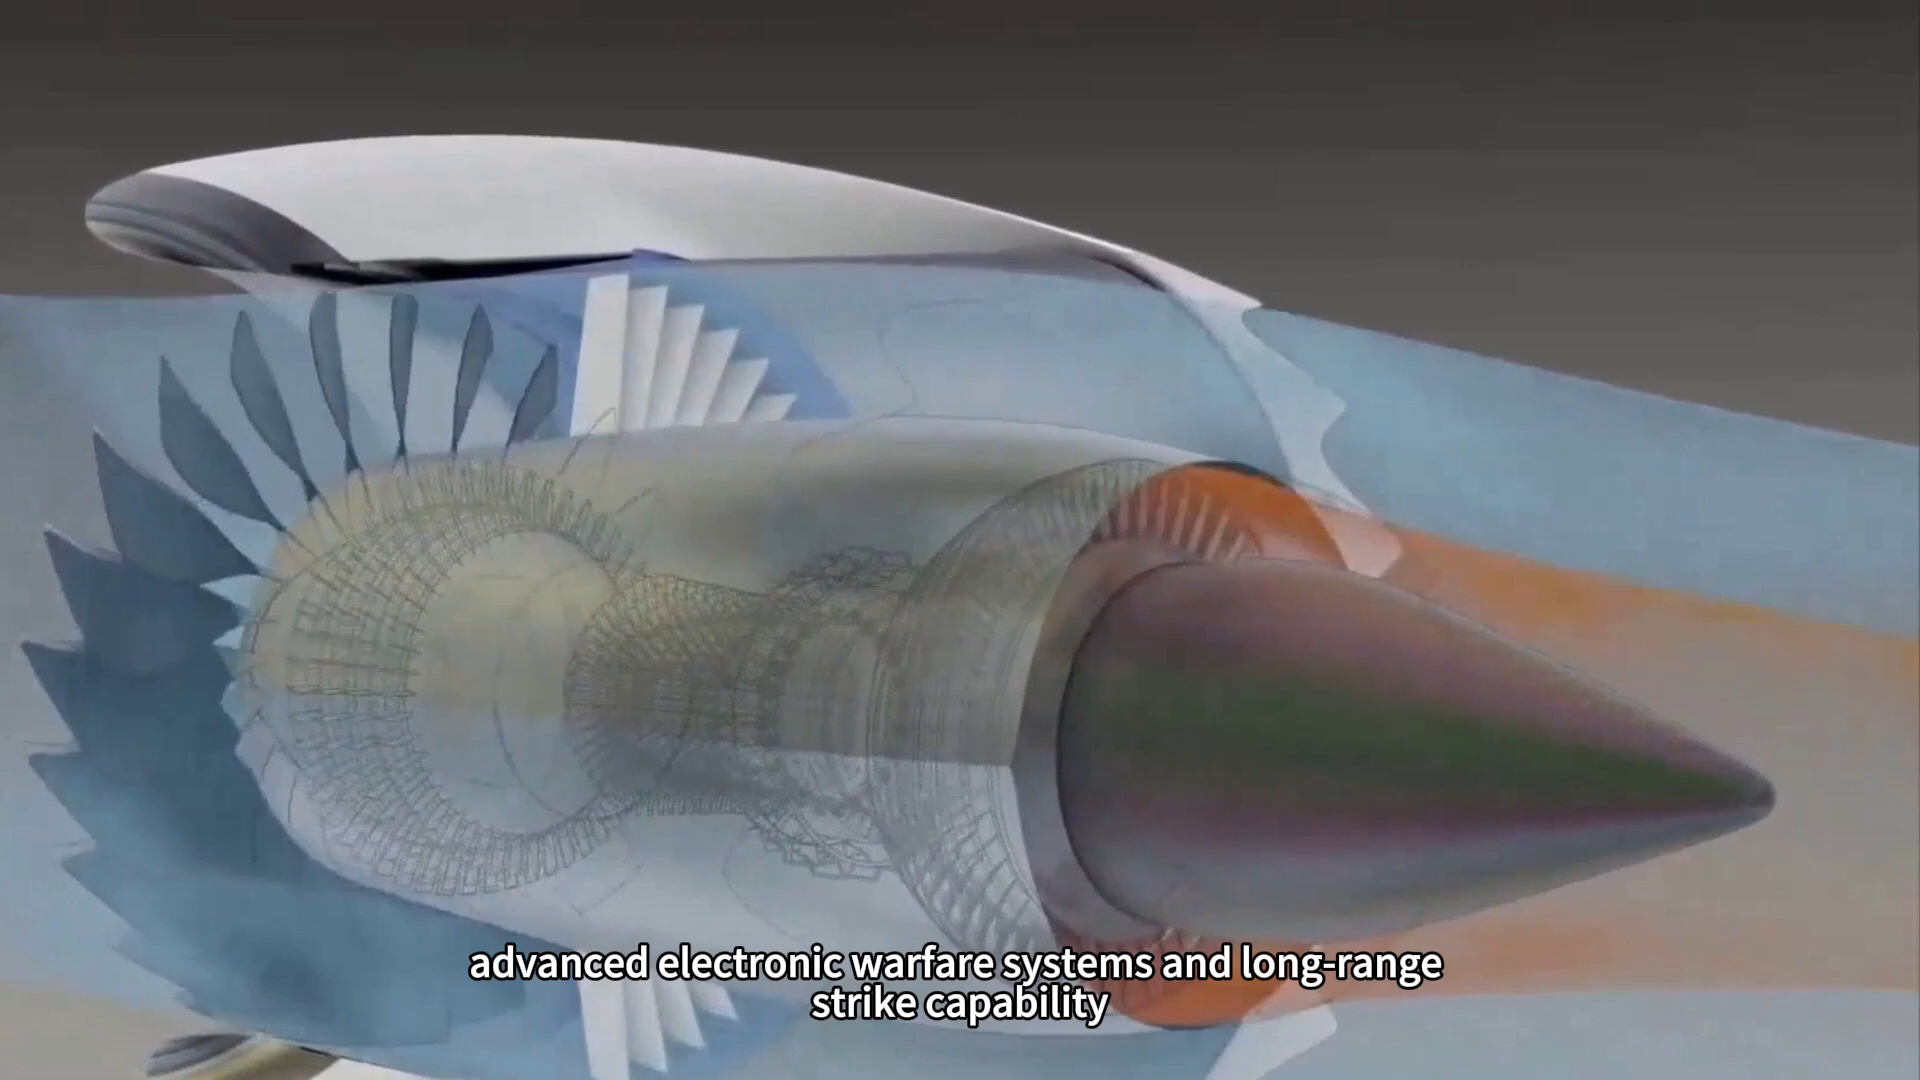 advanced electronic warfare systems and long-range
strike capability